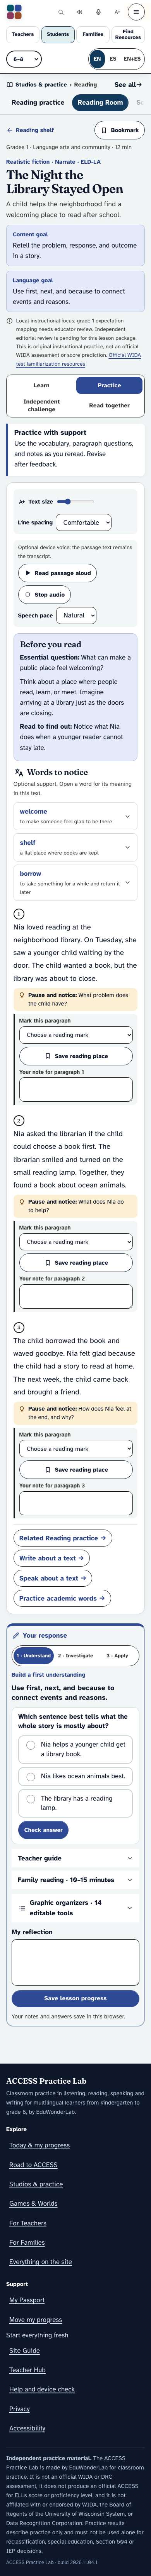 Teachers
Students
Families
Find
Resources
6–8
EN
ES
EN+ES
Studios & practice › Reading
See all→
Reading practice
Reading Room
← Reading shelf
Bookmark
Grades 1 · Language arts and community · 12 min
Realistic fiction · Narrate · ELD-LA
The Night the
Library Stayed Open
A child helps the neighborhood find a
common story to read after school.
Content goal
Retell the problem, response, and outcome
in a story.
Language goal
Use first, next, and because to connect
events and reasons.
Local instructional focus; grade 1 expectation
mapping needs educator review. Independent
editorial review is pending for this passage.
This is original instructional practice, not an official
WIDA assessment or score prediction. Official WIDA
test familiarization resources
Learn
Practice
Independent
challenge
Read together
Practice with support
Use the vocabulary, paragraph questions,
and notes as you read. Revise
after feedback.
Text size
Line spacing
Comfortable
Optional device voice; the passage text remains
the transcript.
Read passage aloud
Stop audio
Speech pace
Natural
Before you read
Essential question: What can make a
public place feel welcoming?
Think about a place where people
read, learn, or meet. Imagine
arriving at a library just as the doors
are closing.
Read to find out: Notice what Nia
does when a younger reader cannot
stay late.
Words to notice
Optional support. Open a word for its meaning
in this text.
welcome
to make someone feel glad to be there
shelf
a flat place where books are kept
borrow
to take something for a while and return it
later
1
Nia loved reading at the
neighborhood library. On Tuesday, she
saw a younger child waiting by the
door. The child wanted a book, but the
library was about to close.
Pause and notice: What problem does
the child have?
Mark this paragraph
Choose a reading mark
Save reading place
Your note for paragraph 1
2
Nia asked the librarian if the child
could choose a book first. The
librarian smiled and turned on the
small reading lamp. Together, they
found a book about ocean animals.
Pause and notice: What does Nia do
to help?
Mark this paragraph
Choose a reading mark
Save reading place
Your note for paragraph 2
3
The child borrowed the book and
waved goodbye. Nia felt glad because
the child had a story to read at home.
The next week, the child came back
and brought a friend.
Pause and notice: How does Nia feel at
the end, and why?
Mark this paragraph
Choose a reading mark
Save reading place
Your note for paragraph 3
Related Reading practice →
Write about a text →
Speak about a text →
Practice academic words →
Your response
1 · Understand
2 · Investigate
3 · Apply
Build a first understanding
Use first, next, and because to
connect events and reasons.
Which sentence best tells what the
whole story is mostly about?
Nia helps a younger child get
a library book.
Nia likes ocean animals best.
The library has a reading
lamp.
Check answer
Teacher guide
Family reading · 10–15 minutes
Graphic organizers · 14
editable tools
My reflection
Save lesson progress
Your notes and answers save in this browser.
ACCESS Practice Lab
Classroom practice in listening, reading, speaking and
writing for multilingual learners from kindergarten to
grade 8, by EduWonderLab.
Explore
Today & my progress
Road to ACCESS
Studios & practice
Games & Worlds
For Teachers
For Families
Everything on the site
Support
My Passport
Move my progress
Start everything fresh
Site Guide
Teacher Hub
Help and device check
Privacy
Accessibility
Independent practice material. The ACCESS
Practice Lab is made by EduWonderLab for classroom
practice. It is not an official WIDA or DRC
assessment, it does not produce an official ACCESS
for ELLs score or proficiency level, and it is not
affiliated with or endorsed by WIDA, the Board of
Regents of the University of Wisconsin System, or
Data Recognition Corporation. Practice results
describe practice only and must not be used alone for
reclassification, special education, Section 504 or
IEP decisions.